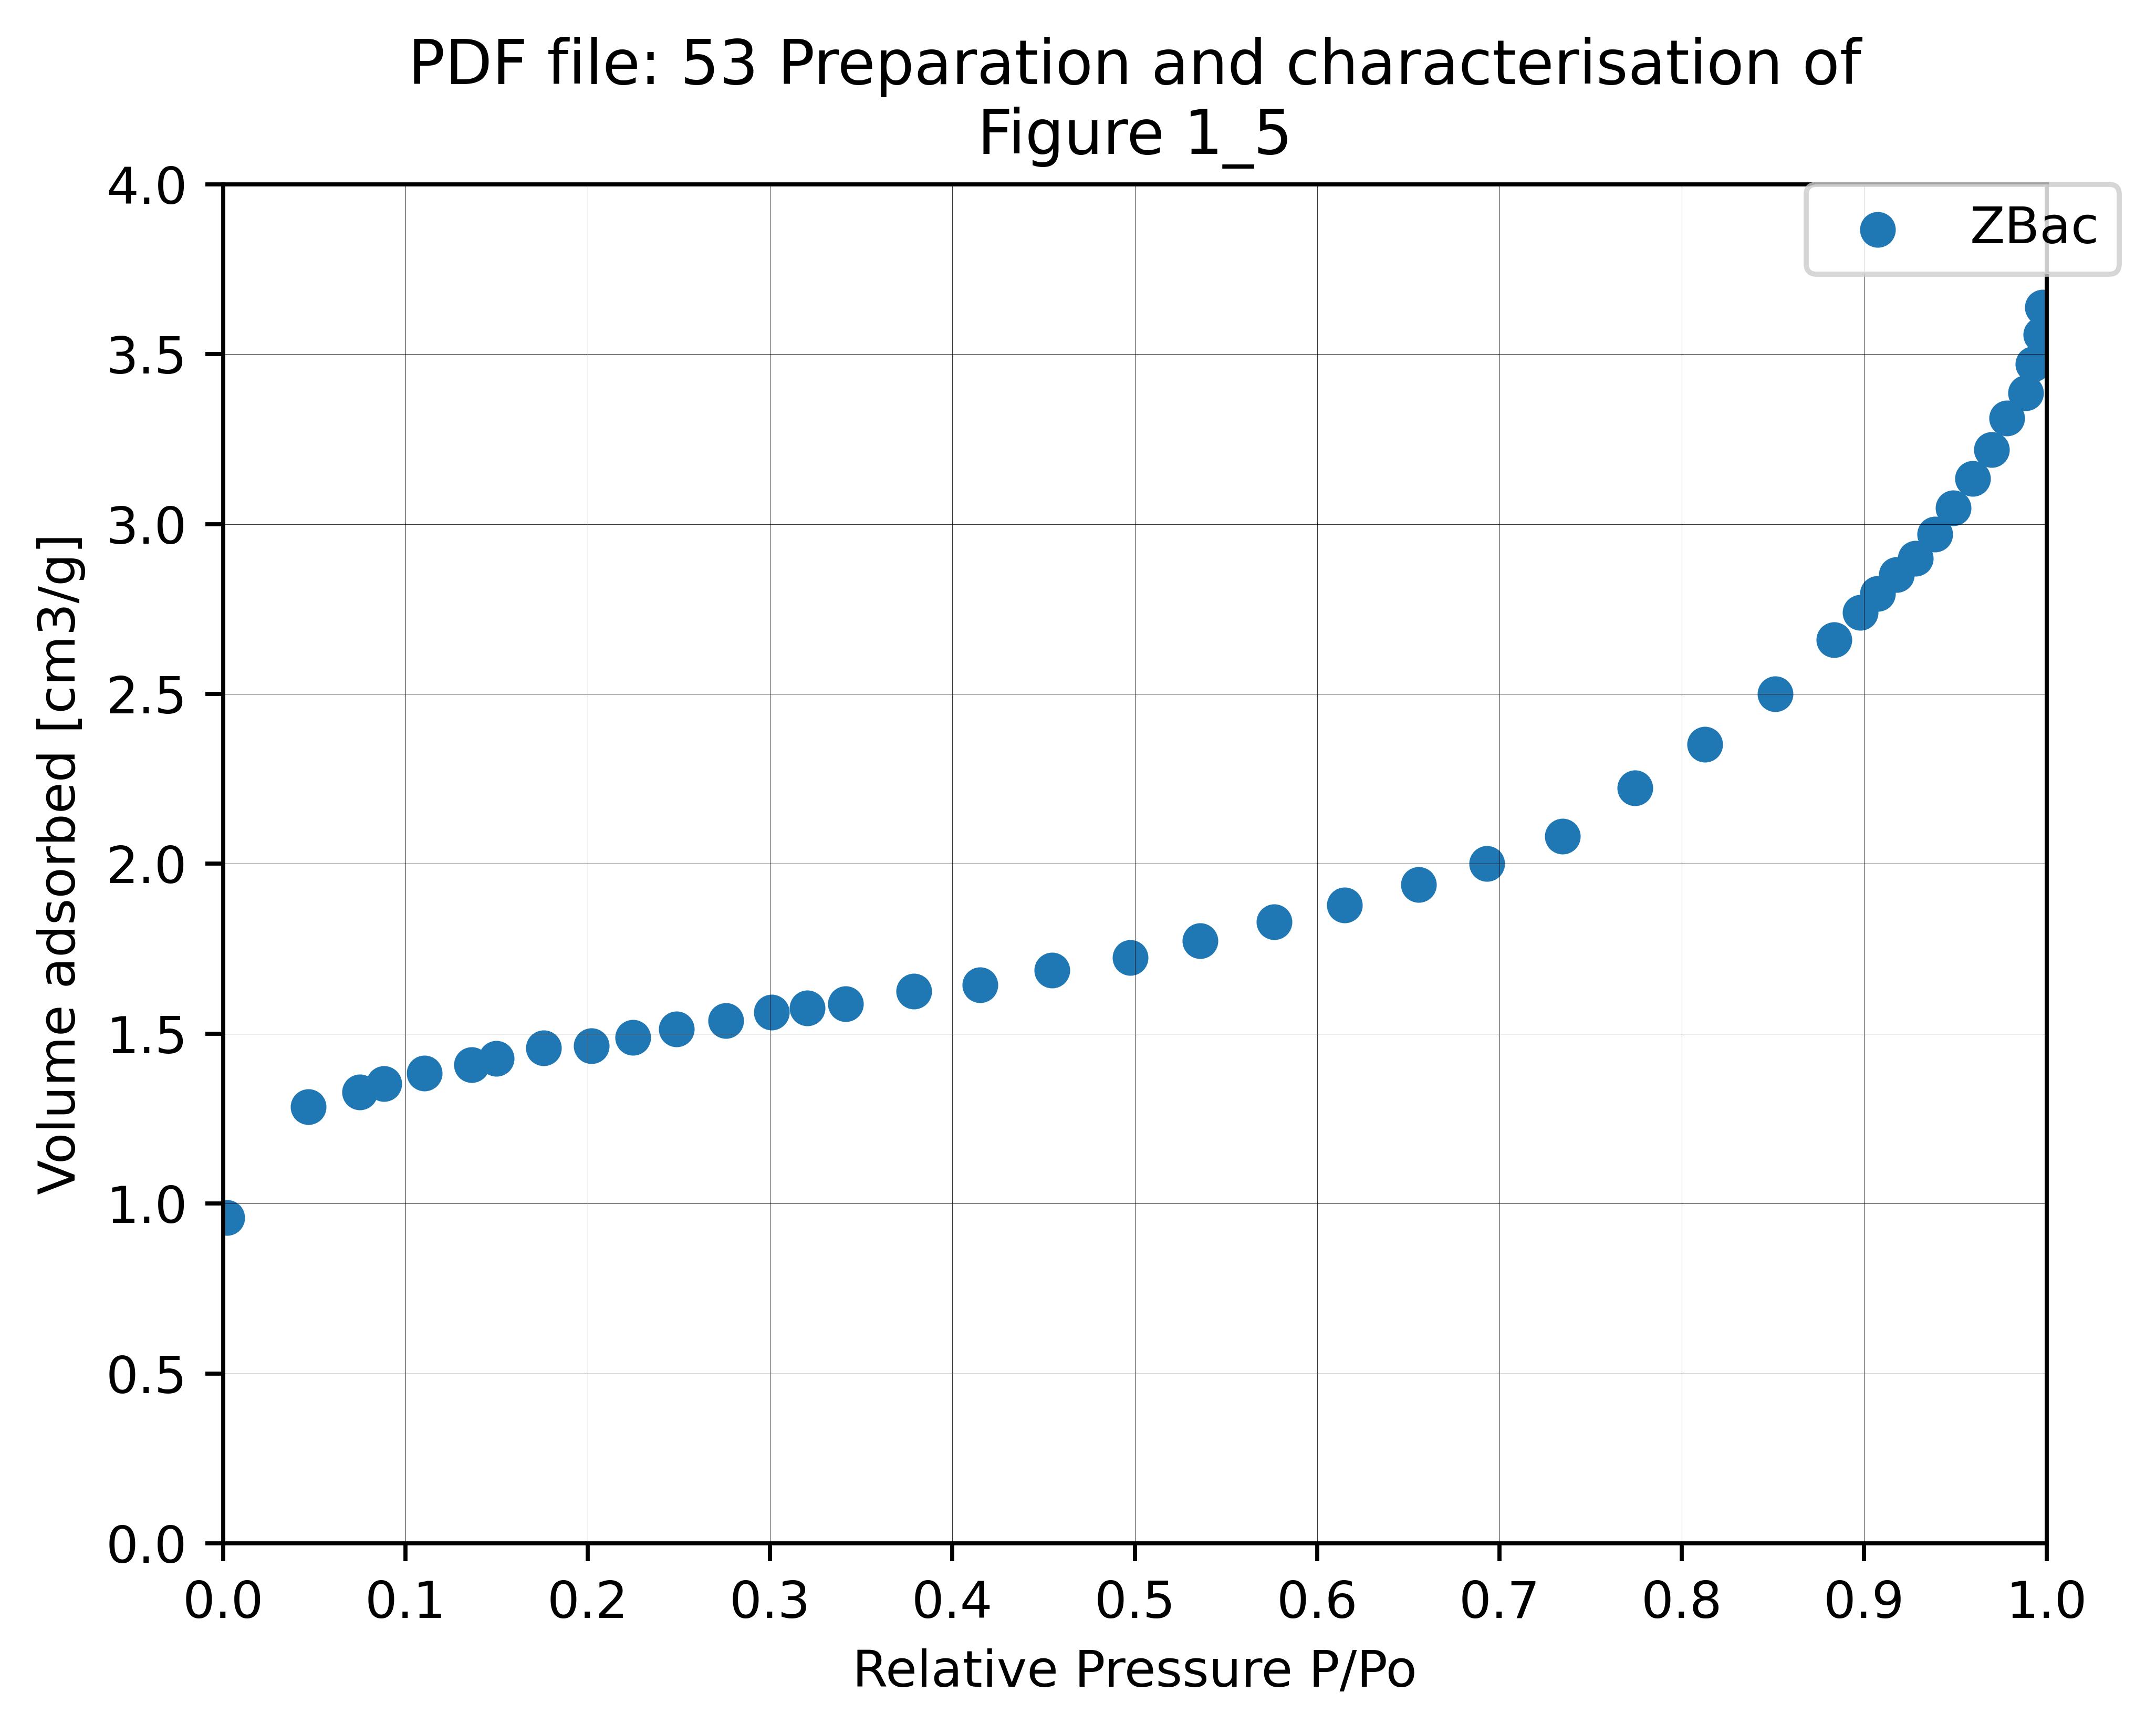 PDF file: 53 Preparation and characterisation of
Figure 1_5
ZBac
4.0
3.5
3.0
2.5
2.0
1.5
1.0
0.5
0.0
Volume adsorbed [cm3/g]
0.0 0.1 0.2 0.3 0.4 0.5 0.6 0.7 0.8 0.9 1.0
Relative Pressure P/Po